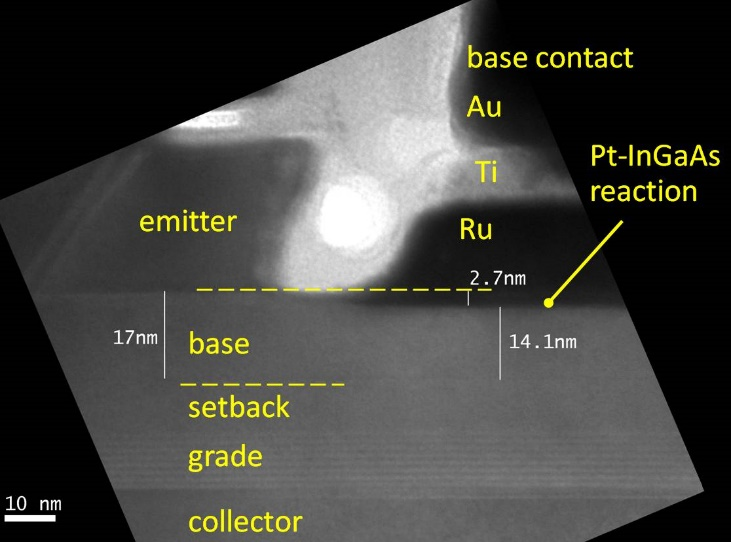 base contact
Au
Pt-InGaAs
reaction
Ti
emitter
Ru
2.7nm
17nm
base
14.1nm
setback
grade
10 nm
collector